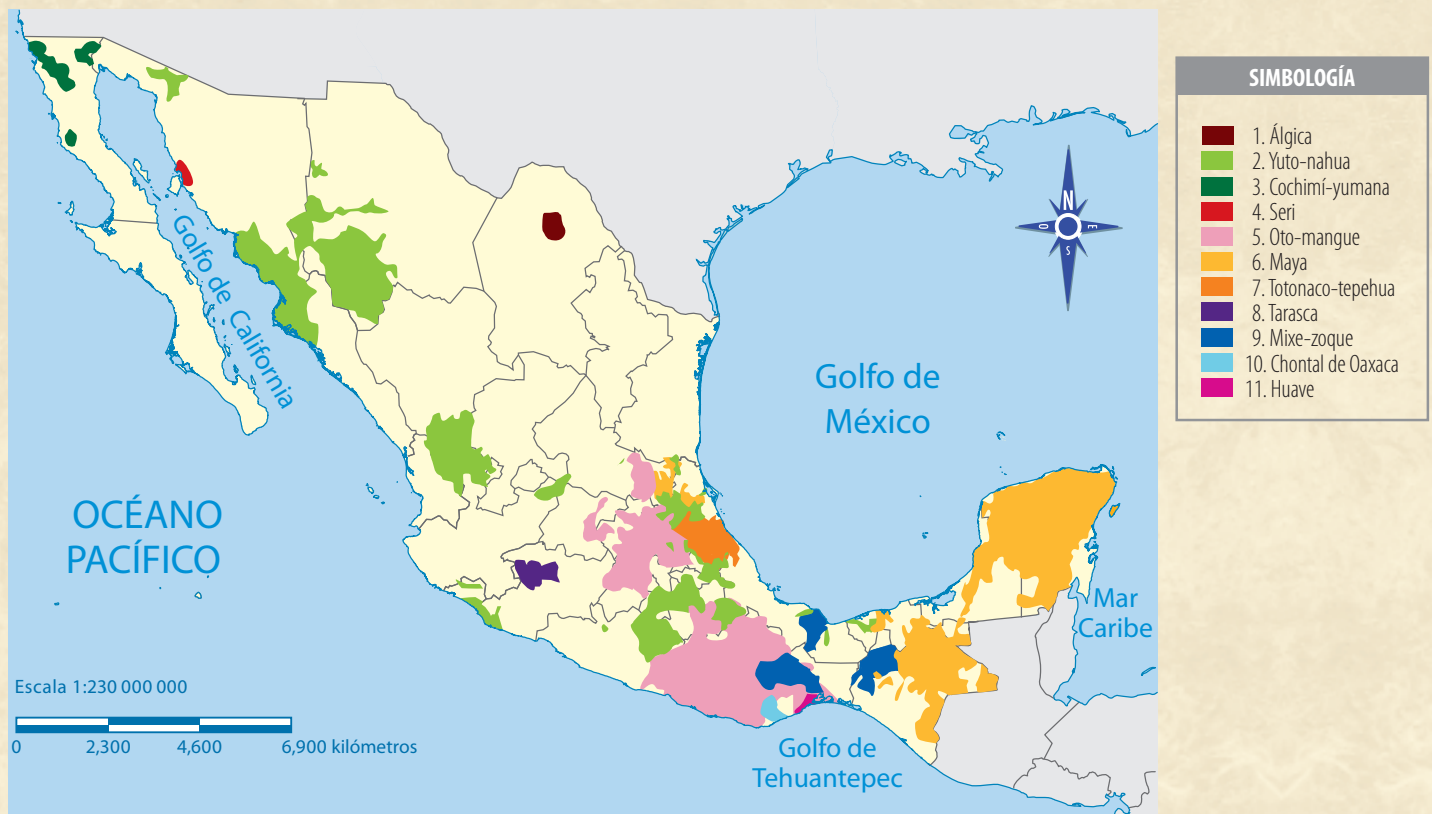 SIMBOLOGÍA
1. Álgica
2. Yuto-nahua
3. Cochimí-yumana
4. Seri
5. Oto-mangue
6. Maya
7. Totonaco-tepehua
8. Tarasca
9. Mixe-zoque
10. Chontal de Oaxaca
11. Huave
N
O
E
S
Golfo de California
Golfo de
México
OCÉANO
PACÍFICO
Mar
Caribe
Golfo de
Tehuantepec
Escala 1:230 000 000
0 2,300 4,600 6,900 kilómetros